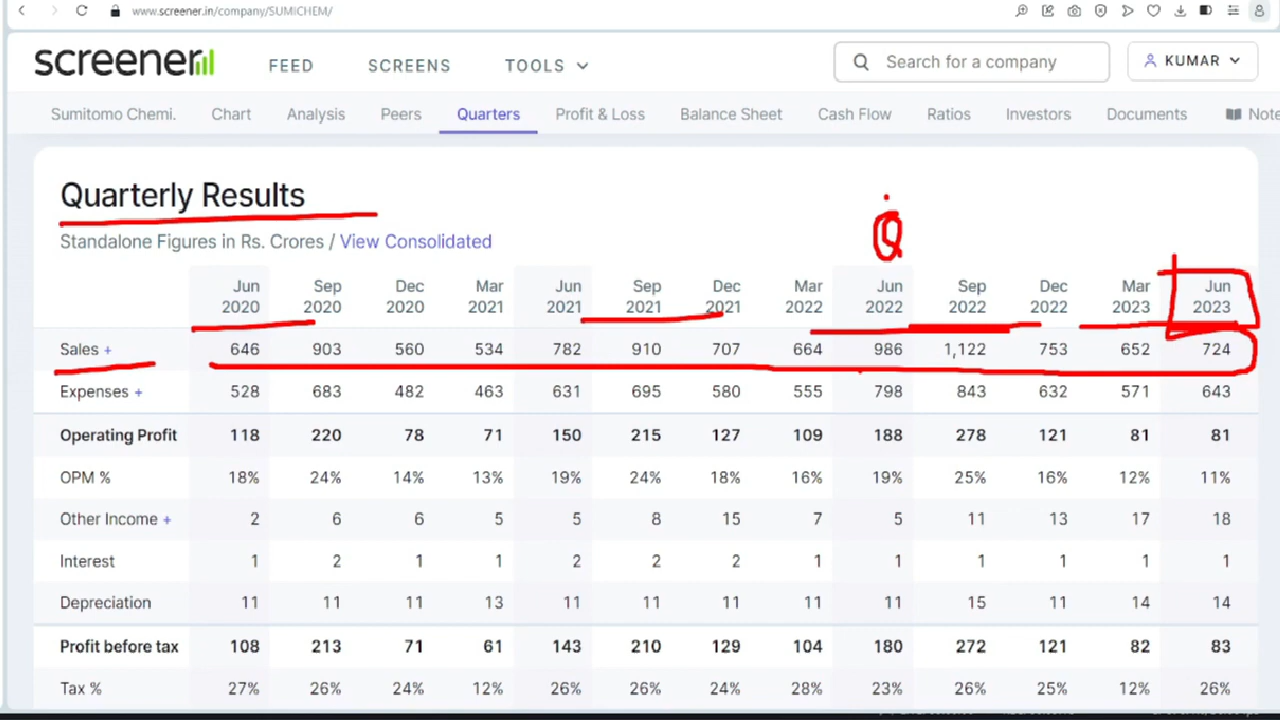 www.screener.in/company/SUMICHEM/
screener FEED SCREENS TOOLS Search for a company KUMAR
Sumitomo Chemi. Chart Analysis Peers Quarters Profit & Loss Balance Sheet Cash Flow Ratios Investors Documents Note
Quarterly Results
Q
Standalone Figures in Rs. Crores / View Consolidated
Jun Sep Dec Mar Jun Sep Dec Mar Jun Sep Dec Mar Jun
2020 2020 2020 2021 2021 2021 2021 2022 2022 2022 2022 2023 2023
Sales + 646 903 560 534 782 910 707 664 986 1,122 753 652 724
Expenses + 528 683 482 463 631 695 580 555 798 843 632 571 643
Operating Profit 118 220 78 71 150 215 127 109 188 278 121 81 81
OPM % 18% 24% 14% 13% 19% 24% 18% 16% 19% 25% 16% 12% 11%
Other Income + 2 6 6 5 5 8 15 7 5 11 13 17 18
Interest 1 2 1 1 2 2 2 1 1 1 1 1 1
Depreciation 11 11 11 13 11 11 11 11 11 15 11 14 14
Profit before tax 108 213 71 61 143 210 129 104 180 272 121 82 83
Tax % 27% 26% 24% 12% 26% 26% 24% 28% 23% 26% 25% 12% 26%